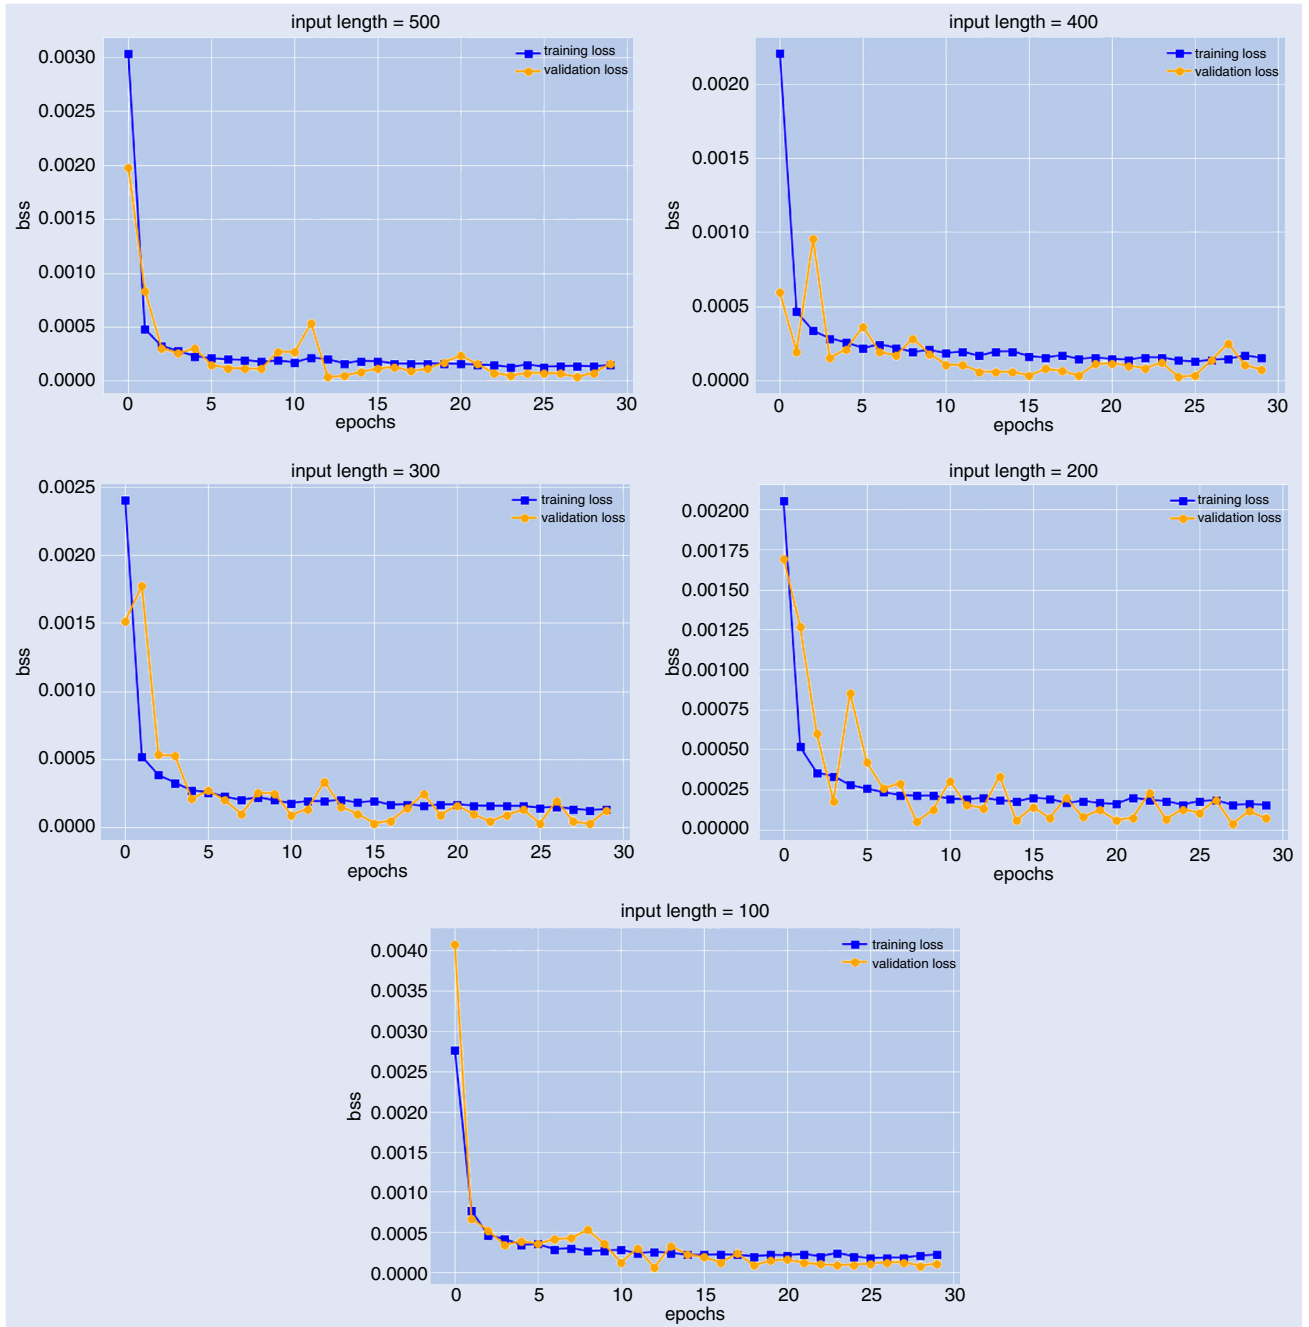 input length = 500
training loss
validation loss
0.0030
0.0025
0.0020
0.0015
0.0010
0.0005
0.0000
bss
0 5 10 15 20 25 30
epochs
input length = 400
training loss
validation loss
0.0020
0.0015
0.0010
0.0005
0.0000
bss
0 5 10 15 20 25 30
epochs
input length = 300
training loss
validation loss
0.0025
0.0020
0.0015
0.0010
0.0005
0.0000
bss
0 5 10 15 20 25 30
epochs
input length = 200
training loss
validation loss
0.00200
0.00175
0.00150
0.00125
0.00100
0.00075
0.00050
0.00025
0.00000
bss
0 5 10 15 20 25 30
epochs
input length = 100
training loss
validation loss
0.0040
0.0045
0.0030
0.0025
0.0020
0.0015
0.0010
0.0005
0.0000
bss
0 5 10 15 20 25 30
epochs